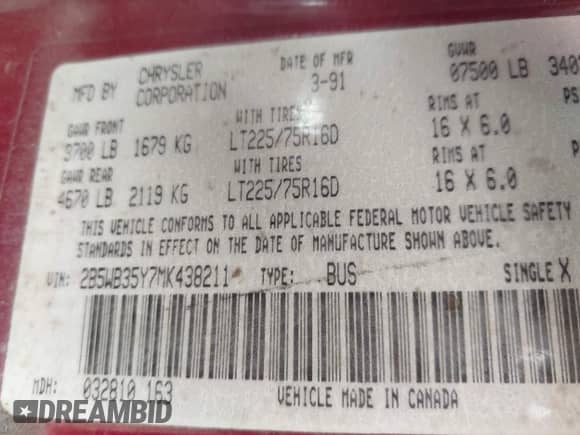 MFD BY CHRYSLER CORPORATION DATE OF MFR 3-91 GVWR 07500 LB 340
GAWR FRONT WITH TIRES RIMS AT PS
3700 LB 1679 KG LT225/75R16D 16 X 6.0
GAWR REAR WITH TIRES RIMS AT
4670 LB 2119 KG LT225/75R16D 16 X 6.0
THIS VEHICLE CONFORMS TO ALL APPLICABLE FEDERAL MOTOR VEHICLE SAFETY
STANDARDS IN EFFECT ON THE DATE OF MANUFACTURE SHOWN ABOVE.
VIN: 2B5WB35Y7MK438211 TYPE: BUS SINGLE X
MDH: 032810 163 VEHICLE MADE IN CANADA
DREAMBID.COM